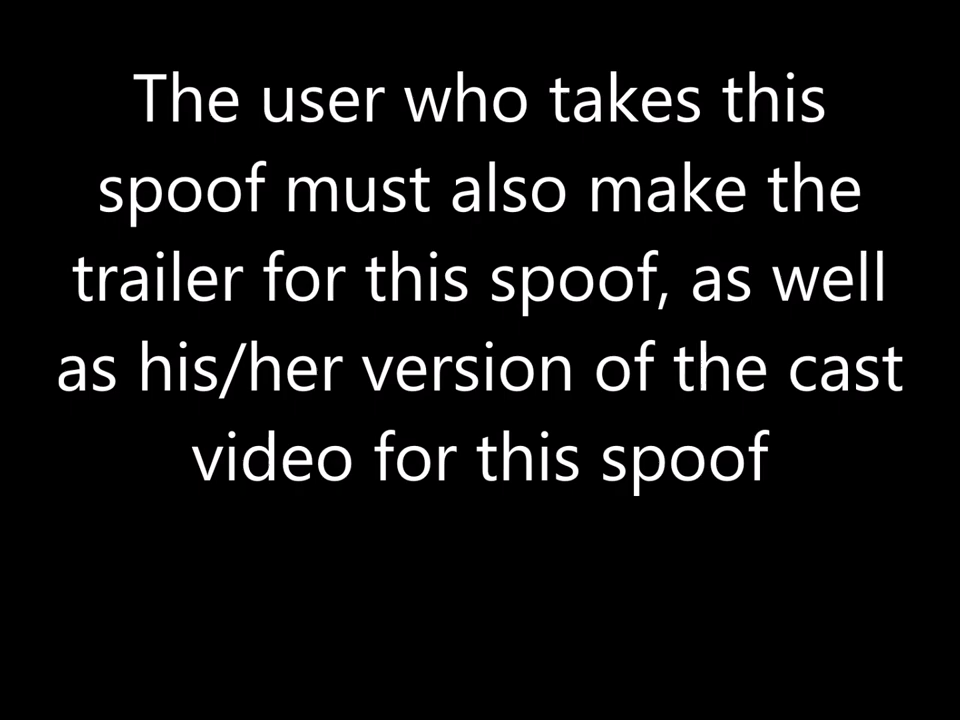 The user who takes this
spoof must also make the
trailer for this spoof, as well
as his/her version of the cast
video for this spoof